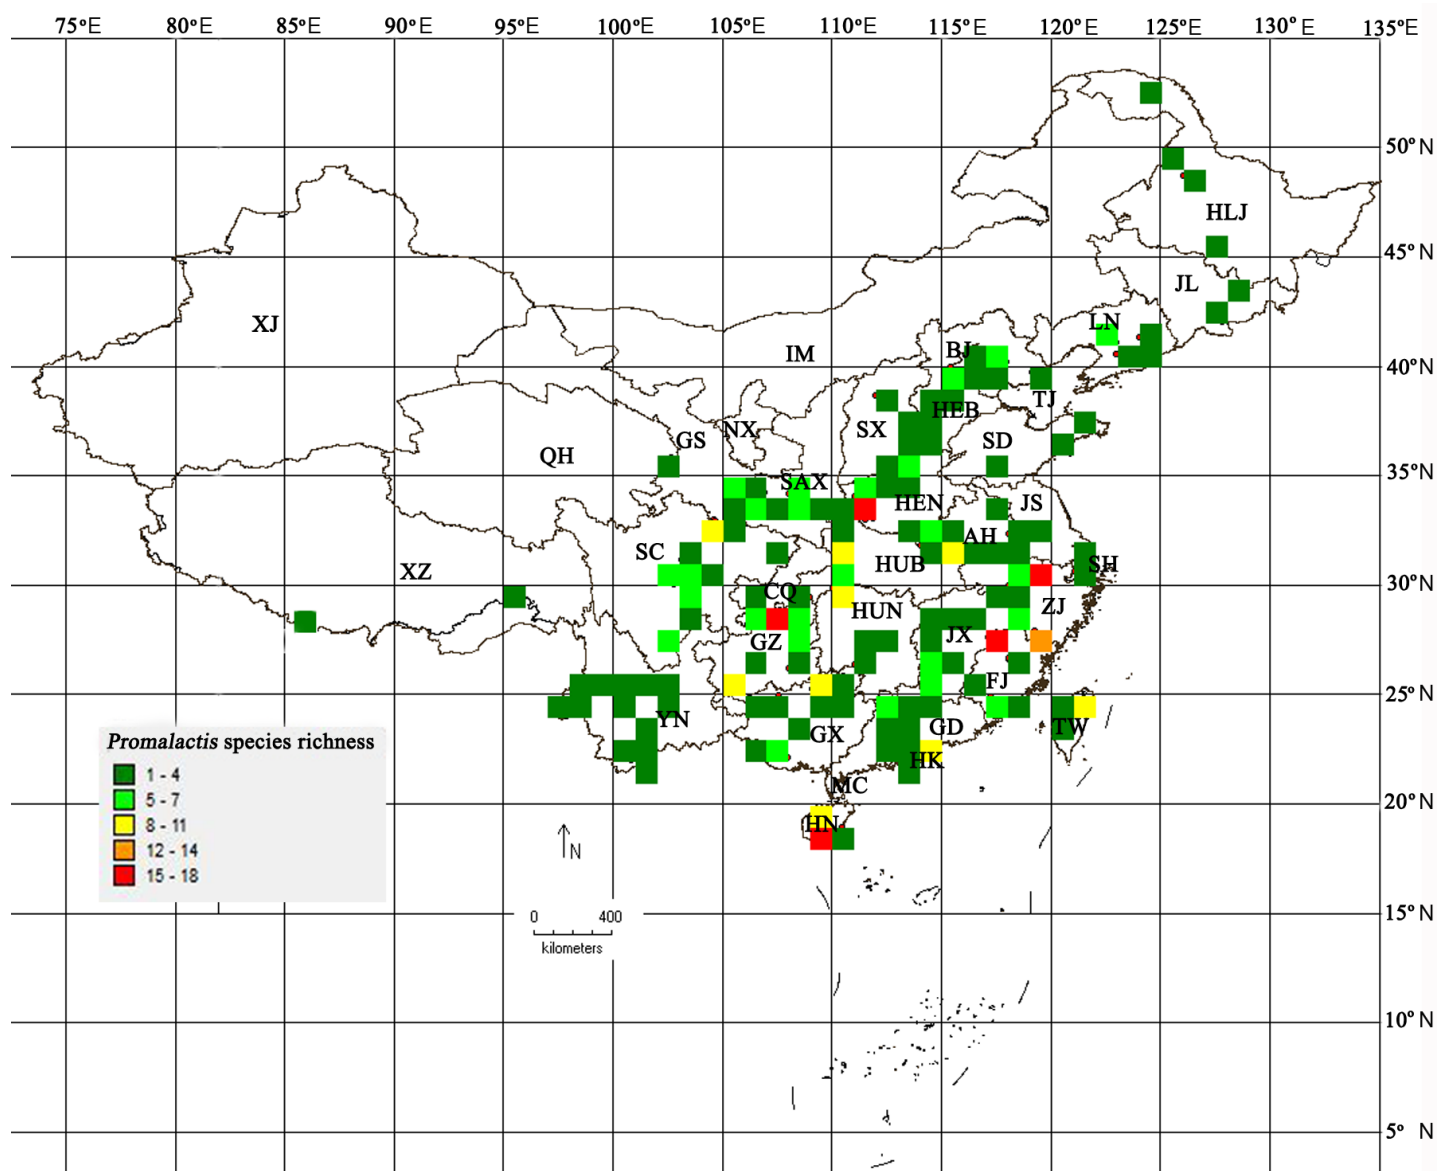 75°E 80°E 85°E 90°E 95°E 100°E 105°E 110°E 115°E 120°E 125°E 130°E 135°E
50° N
HLJ
45° N
JL
XJ
LN
IM
BJ
40° N
TJ
HEB
GS NX SX SD
QH
35° N
SAX
HEN JS
AH
SC
HUB SH
XZ
30° N
CQ
HUN ZJ
GZ JX
FJ
25° N
YN GD TW
GX
Promalactis species richness
HK
1 - 4
MC
5 - 7
20° N
8 - 11
HN
12 - 14
N
15 - 18
15° N
0 400
kilometers
10° N
5° N